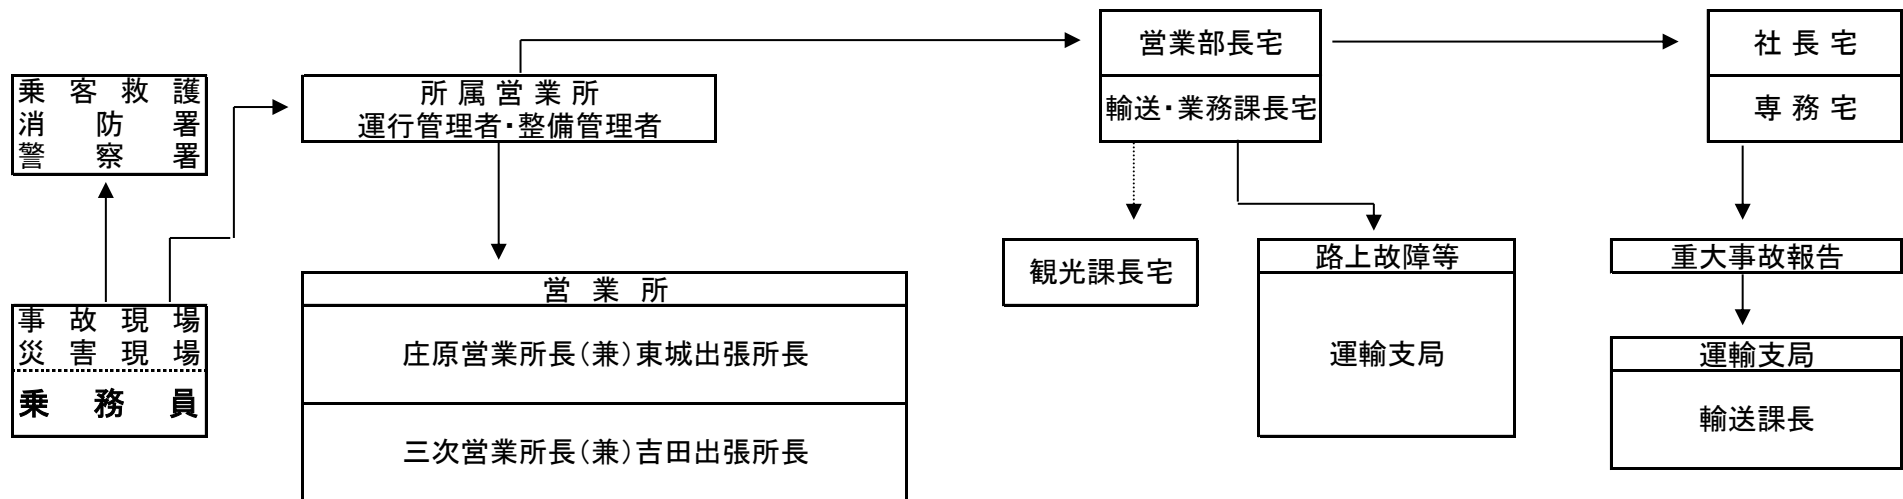 乗客救護
消防署
警察署
事故現場
災害現場
乗務員
所属営業所
運行管理者・整備管理者
営業所
庄原営業所長（兼）東城出張所長
三次営業所長（兼）吉田出張所長
営業部長宅
輸送・業務課長宅
観光課長宅
路上故障等
運輸支局
社長宅
専務宅
重大事故報告
運輸支局
輸送課長